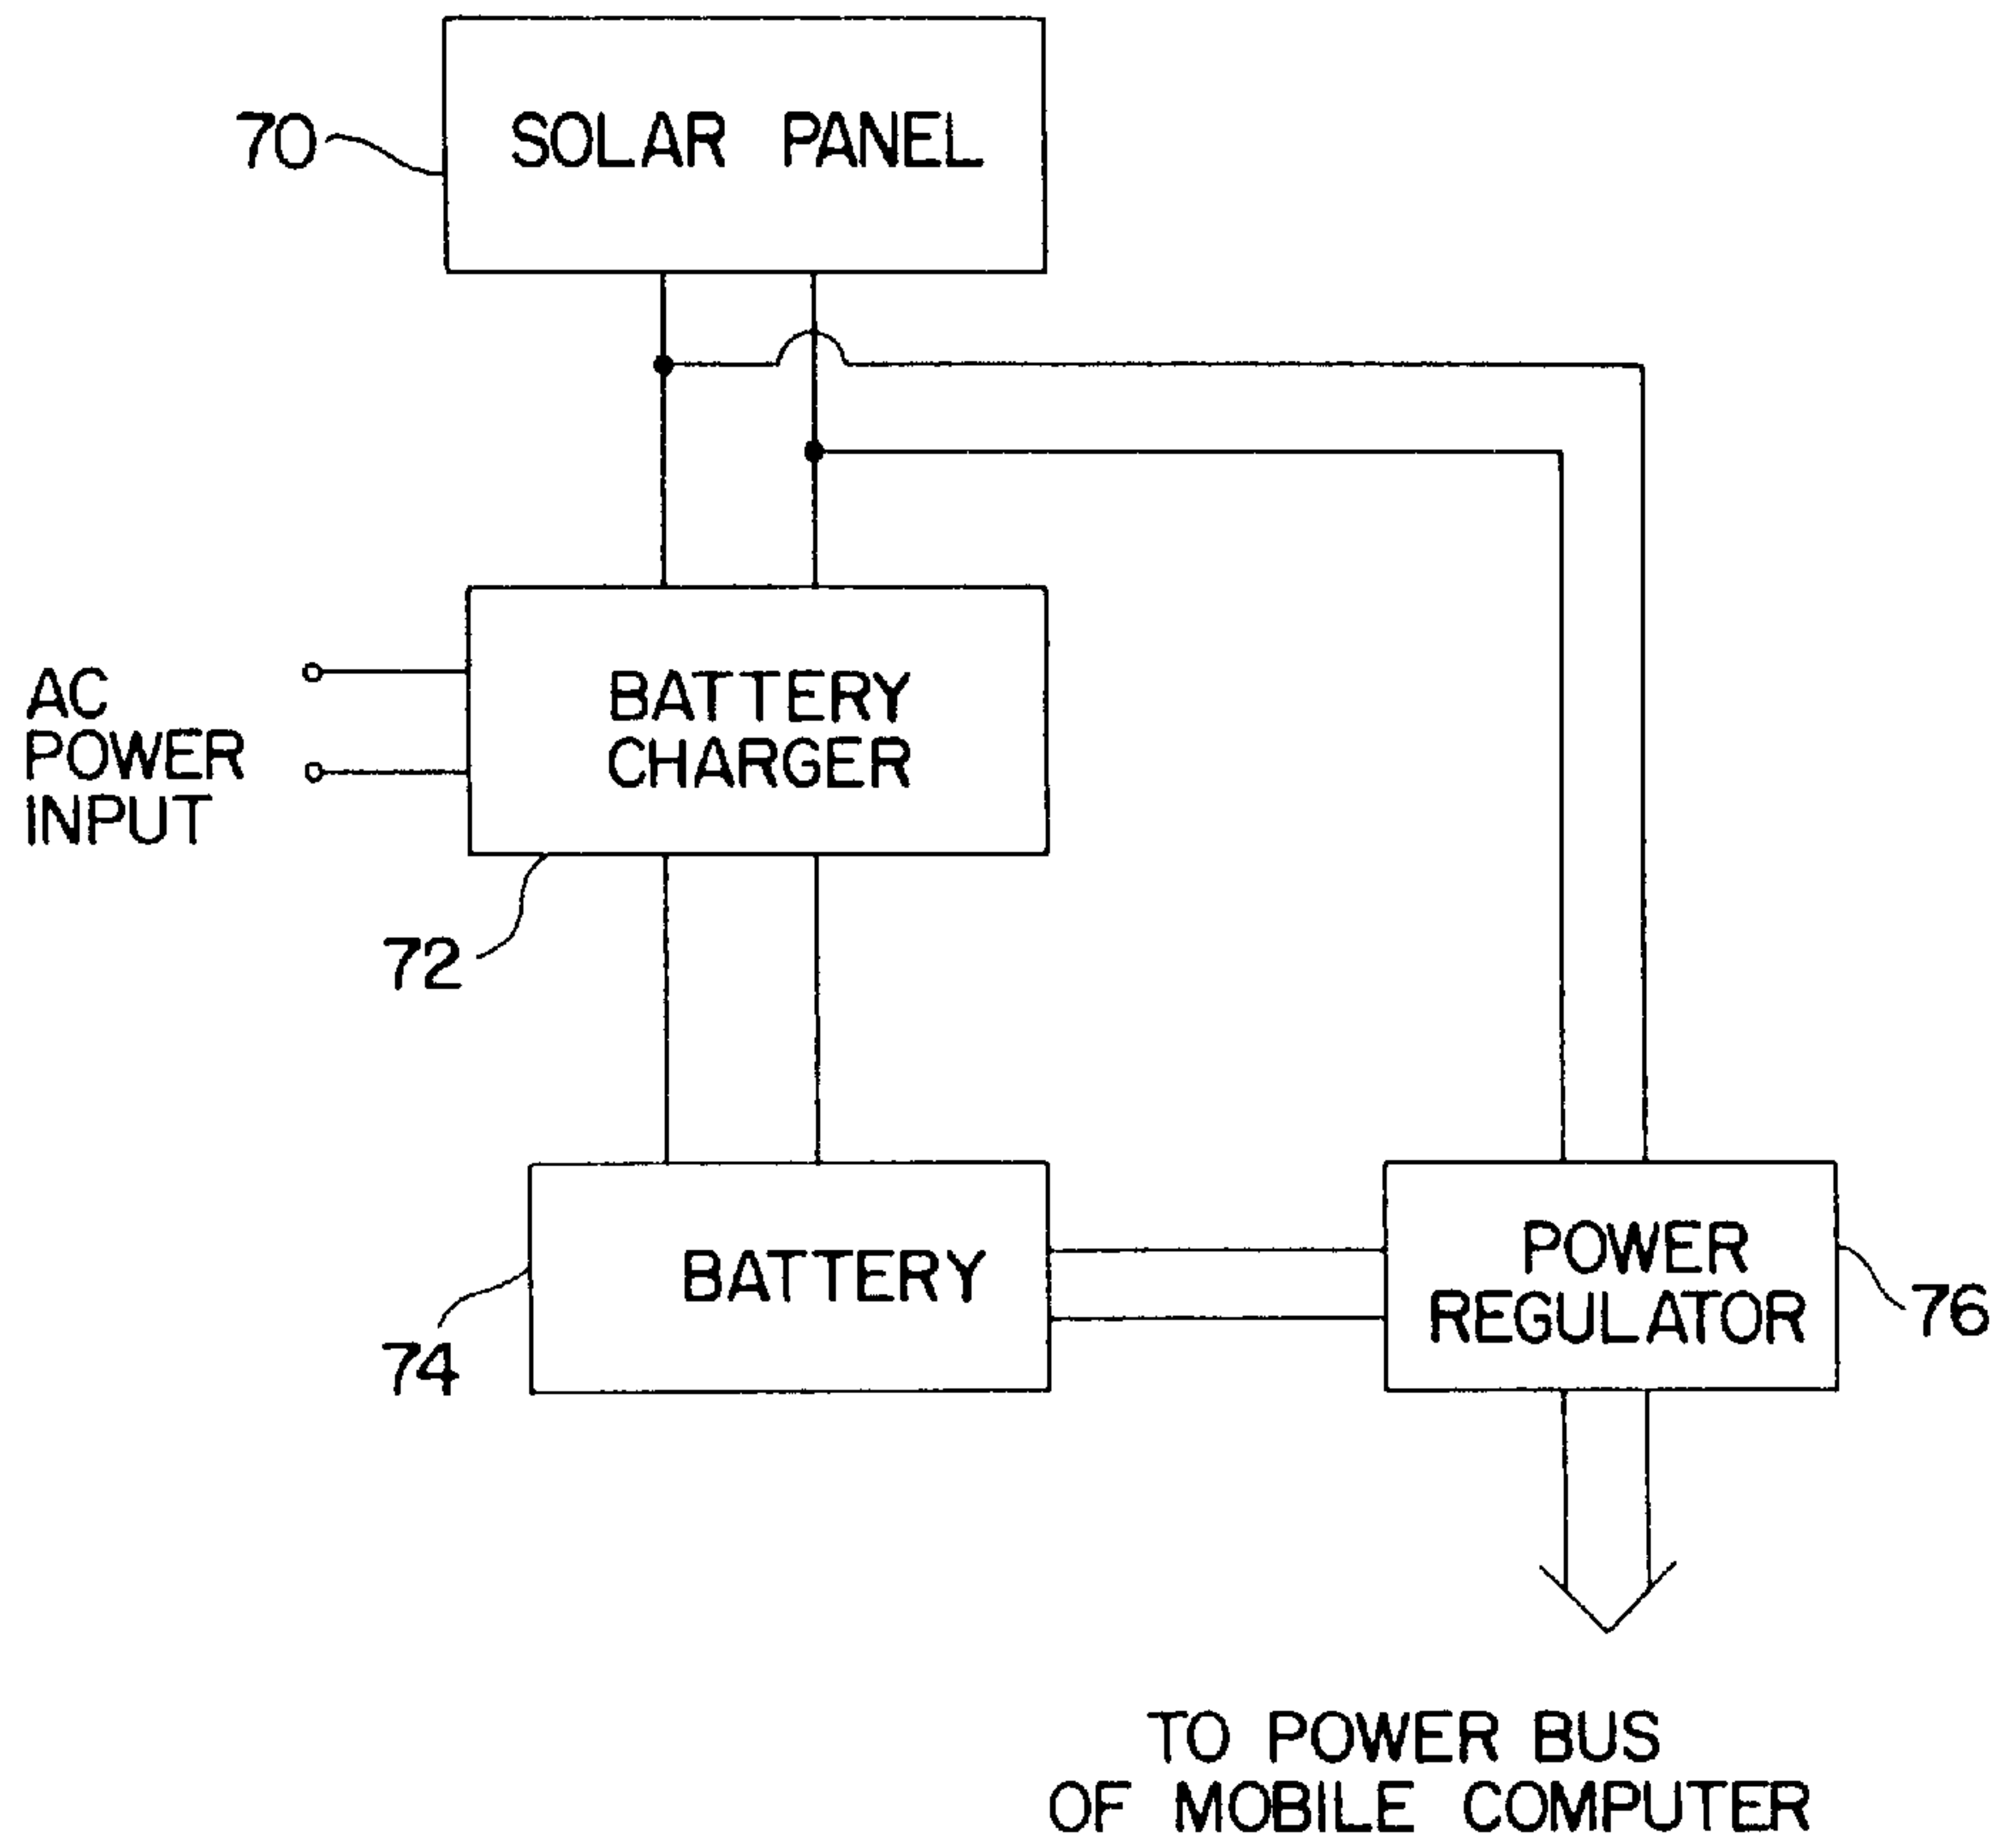 70
SOLAR PANEL
AC
POWER
INPUT
BATTERY
CHARGER
72
BATTERY
74
POWER
REGULATOR
76
TO POWER BUS
OF MOBILE COMPUTER